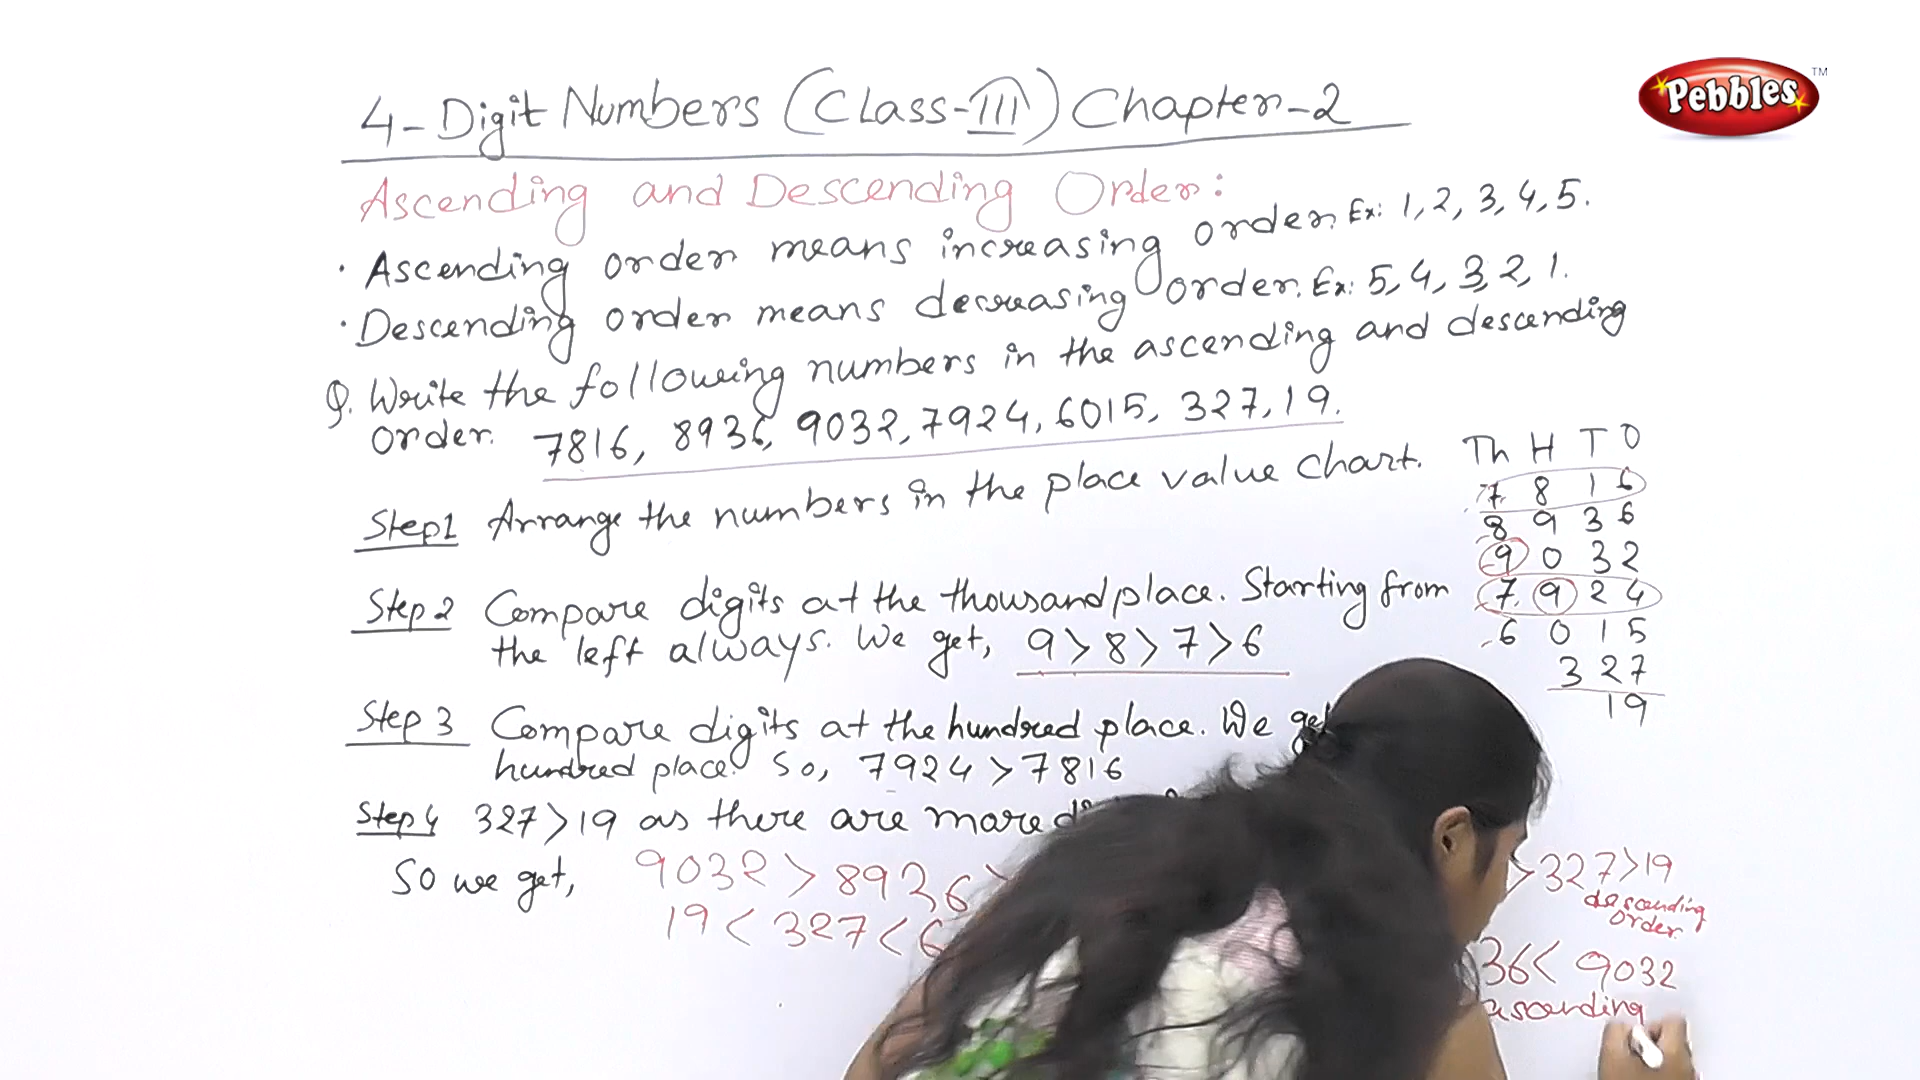 Pebbles TM
4-Digit Numbers (Class-III) Chapter-2
Ascending and Descending Order:
· Ascending order means increasing order. Ex: 1, 2, 3, 4, 5.
· Descending order means decreasing order. Ex: 5, 4, 3, 2, 1.
Q. Write the following numbers in the ascending and descending
order. 7816, 8936, 9032, 7924, 6015, 327, 19.
Step1 Arrange the numbers in the place value chart.
Th H T O
7 8 1 6
8 9 3 6
9 0 3 2
7 9 2 4
6 0 1 5
3 2 7
1 9
Step 2 Compare digits at the thousand place. Starting from
the left always. We get, 9>8>7>6
Step 3 Compare digits at the hundred place. We get
hundred place. So, 7924 > 7816
Step 4 327>19 as there are more
So we get, 9032 > 8936 > >327>19
descending
order.
19 < 327 < 6 36< 9032
ascending